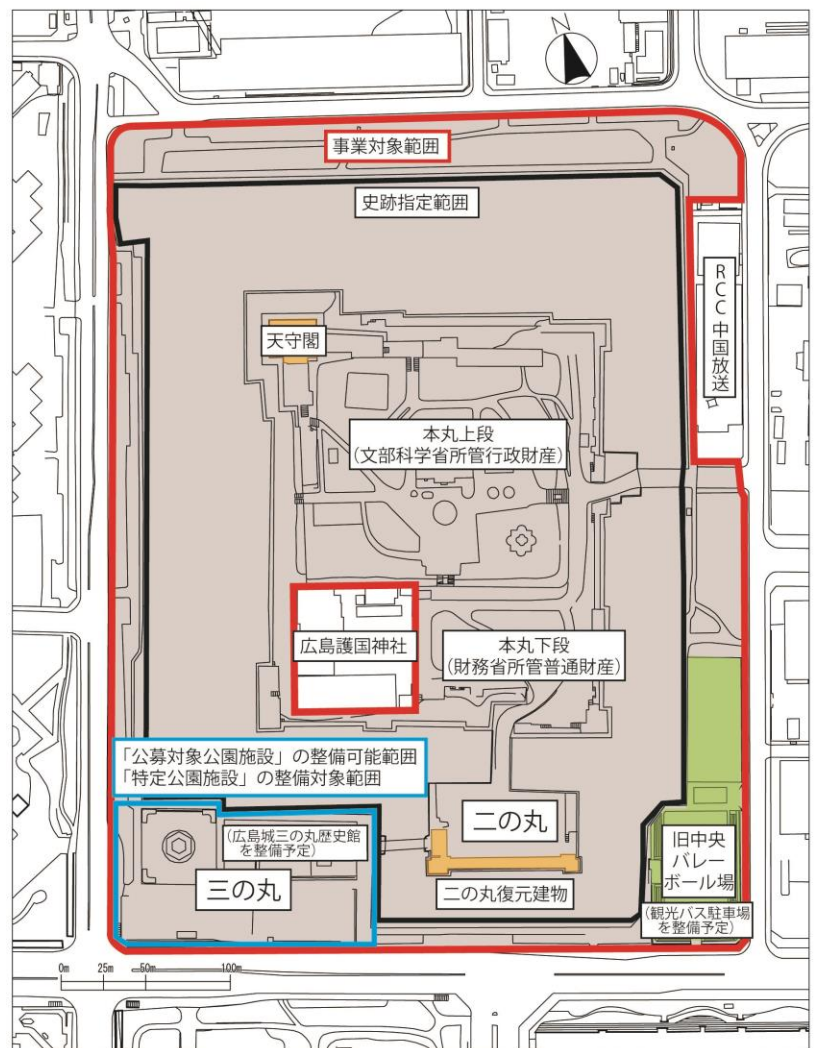 N
事業対象範囲
史跡指定範囲
RCC中国放送
天守閣
本丸上段
(文部科学省所管行政財産)
広島護国神社
本丸下段
(財務省所管普通財産)
「公募対象公園施設」の整備可能範囲
「特定公園施設」の整備対象範囲
(広島城三の丸歴史館
を整備予定)
三の丸
二の丸
二の丸復元建物
旧中央
バレー
ボール場
(観光バス駐車場
を整備予定)
0m 25m 50m 100m